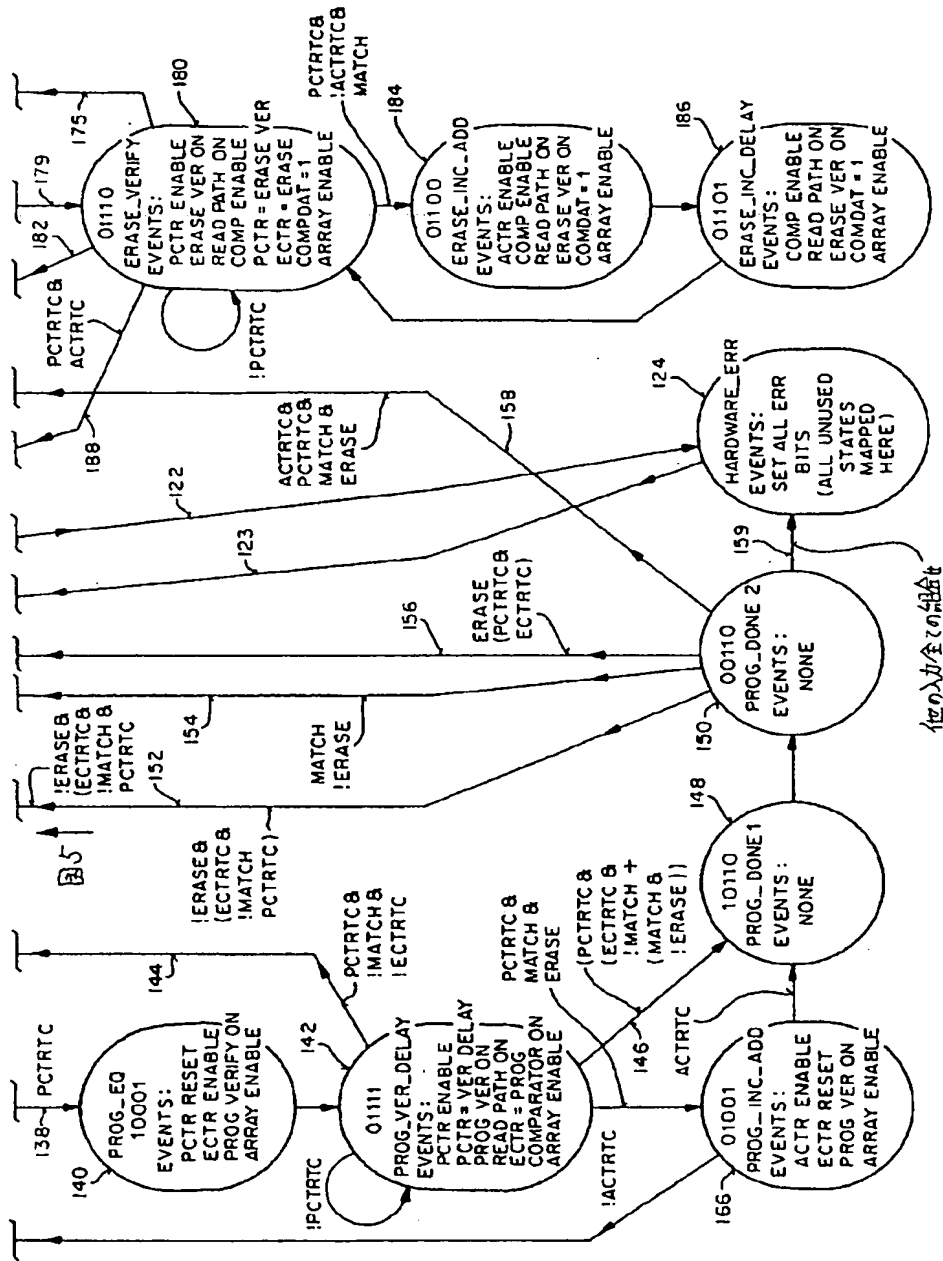 138
PCTRTC
PROG_EQ
10001
EVENTS:
PCTR RESET
ECTR ENABLE
PROG VERIFY ON
ARRAY ENABLE
140
144
PCTRTC&
!MATCH &
!ECTRTC
142
!PCTRTC
01111
PROG_VER_DELAY
EVENTS:
PCTR ENABLE
PCTR = VER DELAY
PROG VER ON
READ PATH ON
ECTR = PROG
COMPARATOR ON
ARRAY ENABLE
PCTRTC &
MATCH &
ERASE
(PCTRTC &
(ECTRTC &
!MATCH +
(MATCH &
!ERASE))
146
!ACTRTC
ACTRTC
01001
PROG_INC_ADD
EVENTS:
ACTR ENABLE
ECTR RESET
PROG VER ON
ARRAY ENABLE
166
図5
!ERASE&
(ECTRTC &
!MATCH &
PCTRTC
152
!ERASE&
(ECTRTC &
!MATCH
PCTRTC)
154
MATCH
!ERASE
156
ERASE
(PCTRTC&
ECTRTC)
148
10110
PROG_DONE1
EVENTS:
NONE
150
00110
PROG_DONE 2
EVENTS:
NONE
159
他の入力全ての組合せ
123
122
158
ACTRTC&
PCTRTC&
MATCH &
ERASE
124
HARDWARE_ERR
EVENTS:
SET ALL ERR
BITS
(ALL UNUSED
STATES
MAPPED
HERE)
188
PCTRTC&
ACTRTC
182
179
175
!PCTRTC
180
01110
ERASE_VERIFY
EVENTS:
PCTR ENABLE
ERASE VER ON
READ PATH ON
COMP ENABLE
PCTR = ERASE VER
ECTR = ERASE
COMPDAT = 1
ARRAY ENABLE
PCTRTC&
!ACTRTC&
MATCH
184
01100
ERASE_INC_ADD
EVENTS:
ACTR ENABLE
COMP ENABLE
READ PATH ON
ERASE VER ON
COMDAT = 1
ARRAY ENABLE
186
01101
ERASE_INC_DELAY
EVENTS:
COMP ENABLE
READ PATH ON
ERASE VER ON
COMDAT = 1
ARRAY ENABLE